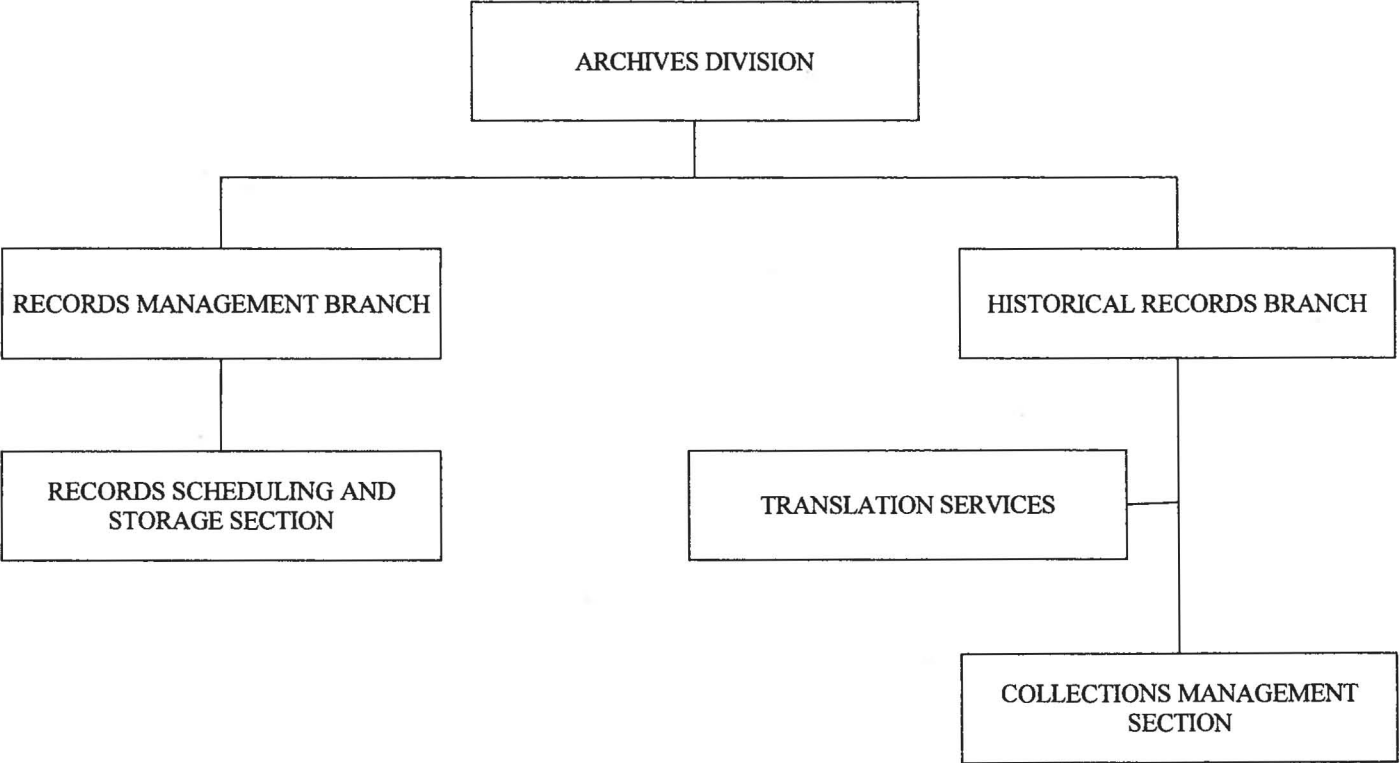 ARCHIVES DIVISION
RECORDS MANAGEMENT BRANCH
HISTORICAL RECORDS BRANCH
RECORDS SCHEDULING AND
STORAGE SECTION
TRANSLATION SERVICES
COLLECTIONS MANAGEMENT
SECTION